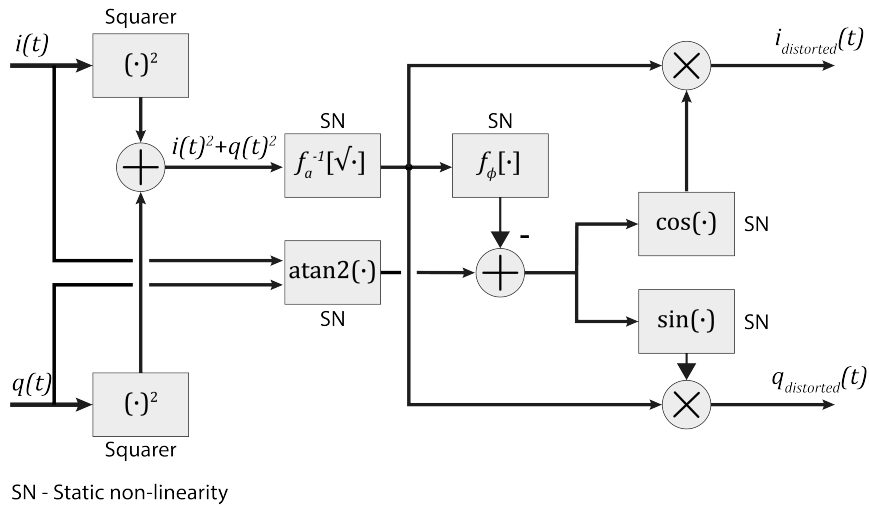 Squarer
i(t)
(·)²
i_distorted(t)
i(t)²+q(t)²
SN
f_a⁻¹[√·]
SN
f_ϕ[·]
-
cos(·)
SN
atan2(·)
SN
sin(·)
SN
q(t)
(·)²
q_distorted(t)
Squarer
SN - Static non-linearity